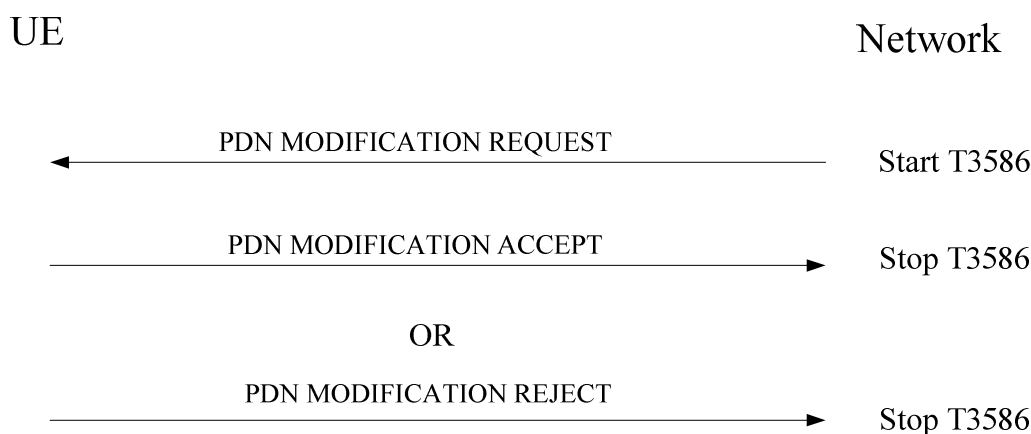 UE
Network
PDN MODIFICATION REQUEST
Start T3586
PDN MODIFICATION ACCEPT
Stop T3586
OR
PDN MODIFICATION REJECT
Stop T3586